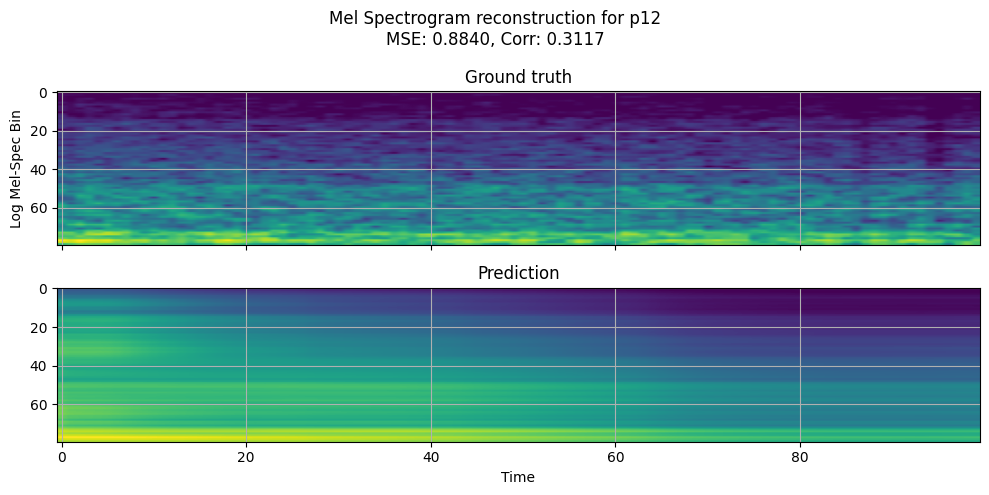 Mel Spectrogram reconstruction for p12
MSE: 0.8840, Corr: 0.3117
Ground truth
Log Mel-Spec Bin
0
20
40
60
Prediction
0
20
40
60
0 20 40 60 80
Time